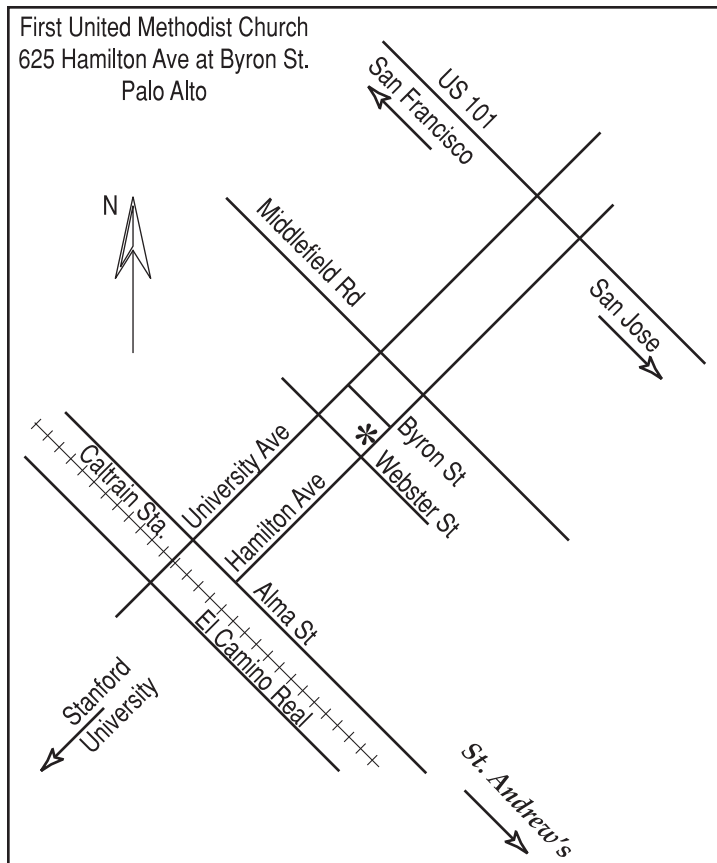 First United Methodist Church
625 Hamilton Ave at Byron St.
Palo Alto
US 101
San Francisco
N
Middlefield Rd
San Jose
University Ave
Byron St
Webster St
Caltrain Sta.
Hamilton Ave
Alma St
El Camino Real
Stanford
University
St. Andrew's